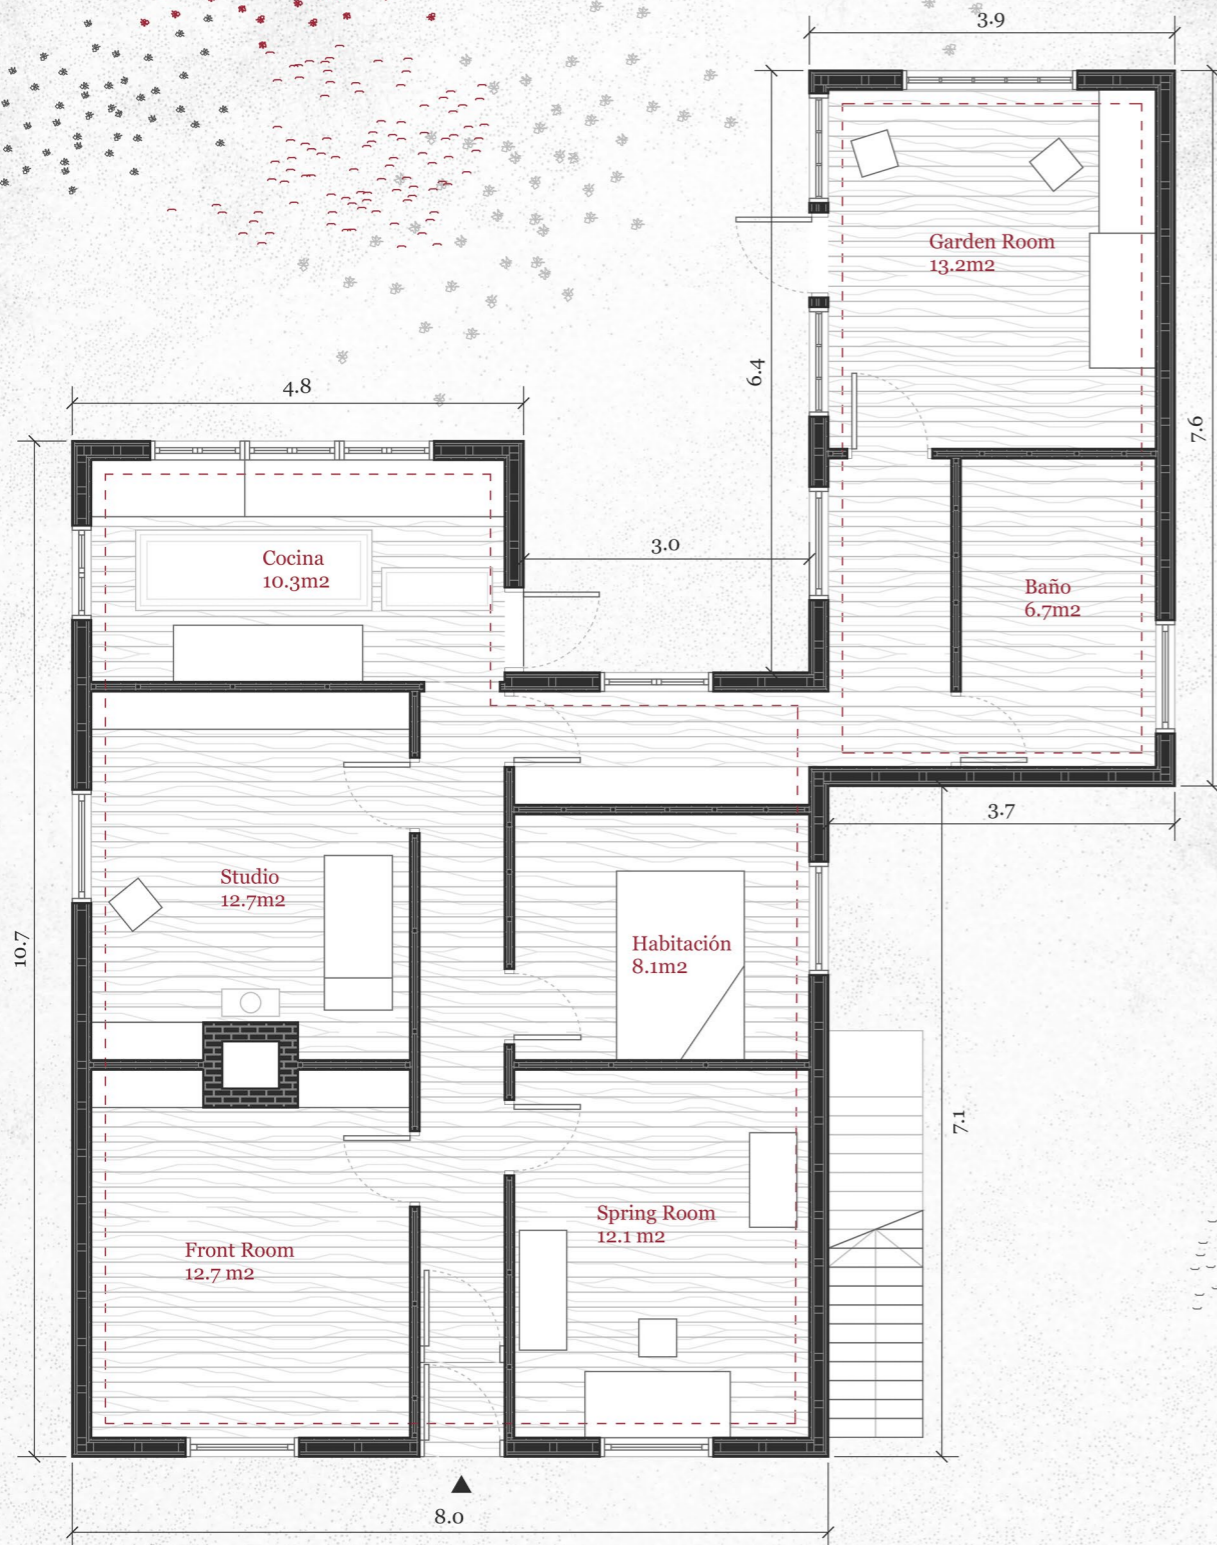 3.9
Garden Room
13.2m2
6.4
7.6
4.8
3.0
Cocina
10.3m2
Baño
6.7m2
3.7
Studio
12.7m2
Habitación
8.1m2
10.7
7.1
Spring Room
12.1 m2
Front Room
12.7 m2
8.0